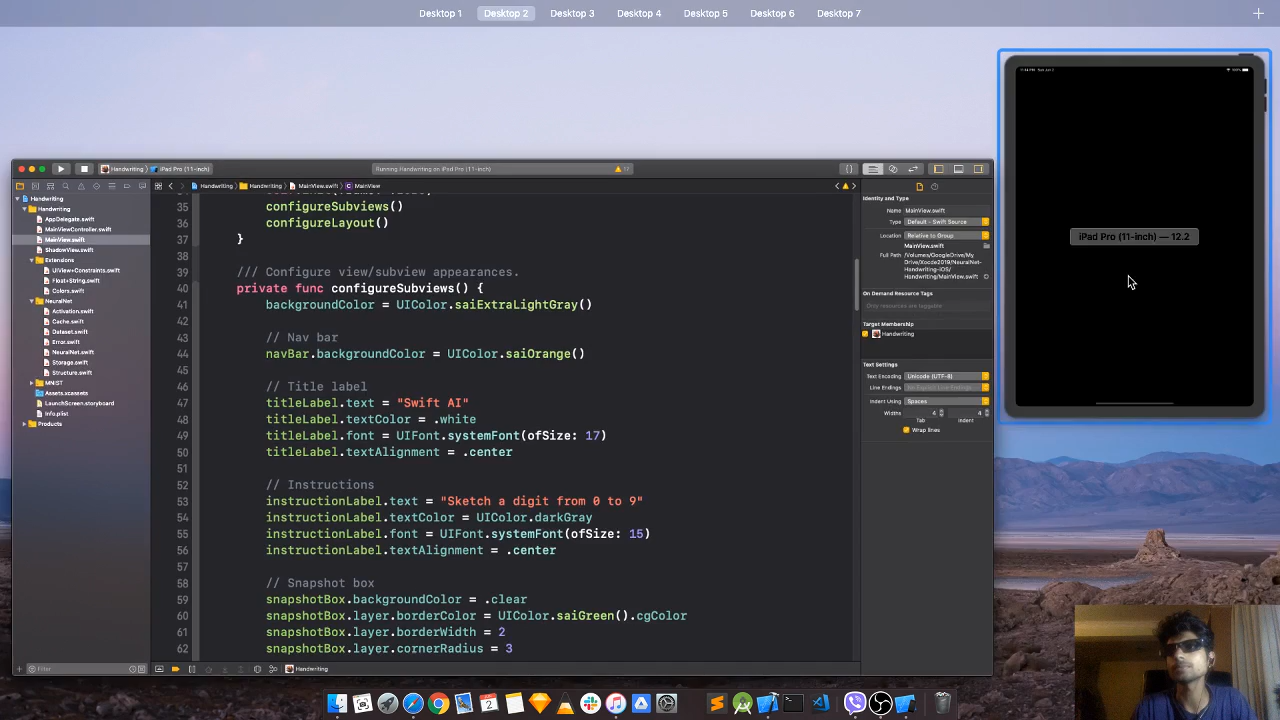 Desktop 1 Desktop 2 Desktop 3 Desktop 4 Desktop 5 Desktop 6 Desktop 7
iPad Pro (11-inch) — 12.2
Handwriting iPad Pro (11-inch) Running Handwriting on iPad Pro (11-inch) 17
Handwriting Handwriting MainView.swift MainView
Handwriting
Handwriting
AppDelegate.swift
MainViewController.swift
MainView.swift
ShadowView.swift
Extensions
UIView+Constraints.swift
Float+String.swift
Colors.swift
NeuralNet
Activation.swift
Cache.swift
Dataset.swift
Error.swift
NeuralNet.swift
Storage.swift
Structure.swift
MNIST
Assets.xcassets
LaunchScreen.storyboard
Info.plist
Products
Filter
35 configureSubviews()
36 configureLayout()
37 }
38
39 /// Configure view/subview appearances.
40 private func configureSubviews() {
41 backgroundColor = UIColor.saiExtraLightGray()
42
43 // Nav bar
44 navBar.backgroundColor = UIColor.saiOrange()
45
46 // Title label
47 titleLabel.text = "Swift AI"
48 titleLabel.textColor = .white
49 titleLabel.font = UIFont.systemFont(ofSize: 17)
50 titleLabel.textAlignment = .center
51
52 // Instructions
53 instructionLabel.text = "Sketch a digit from 0 to 9"
54 instructionLabel.textColor = UIColor.darkGray
55 instructionLabel.font = UIFont.systemFont(ofSize: 15)
56 instructionLabel.textAlignment = .center
57
58 // Snapshot box
59 snapshotBox.backgroundColor = .clear
60 snapshotBox.layer.borderColor = UIColor.saiGreen().cgColor
61 snapshotBox.layer.borderWidth = 2
62 snapshotBox.layer.cornerRadius = 3
Handwriting
Identity and Type
Name MainView.swift
Type Default - Swift Source
Location Relative to Group
MainView.swift
Full Path /Volumes/GoogleDrive/My
Drive/Xcode2019/NeuralNet-
Handwriting-iOS/
Handwriting/MainView.swift
On Demand Resource Tags
Only resources are taggable
Target Membership
Handwriting
Text Settings
Text Encoding Unicode (UTF-8)
Line Endings No Explicit Line Endings
Indent Using Spaces
Widths 4 4
Tab Indent
Wrap lines